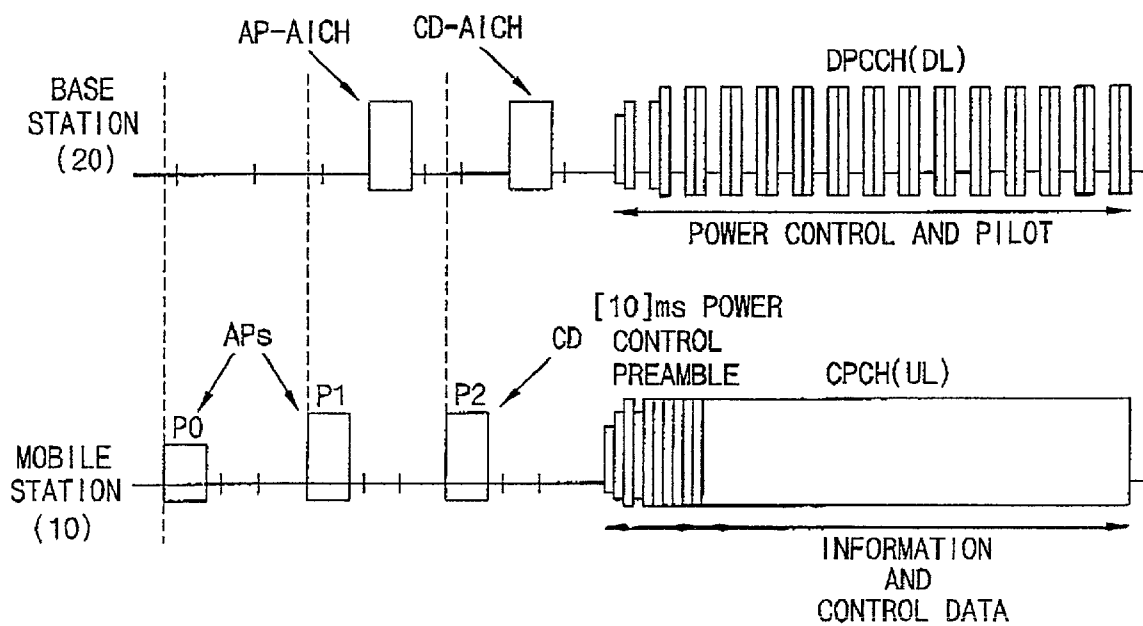 AP-AICH
CD-AICH
DPCCH(DL)
BASE
STATION
(20)
POWER CONTROL AND PILOT
[10]ms POWER
CONTROL
PREAMBLE
APs
CD
CPCH(UL)
P0
P1
P2
MOBILE
STATION
(10)
INFORMATION
AND
CONTROL DATA